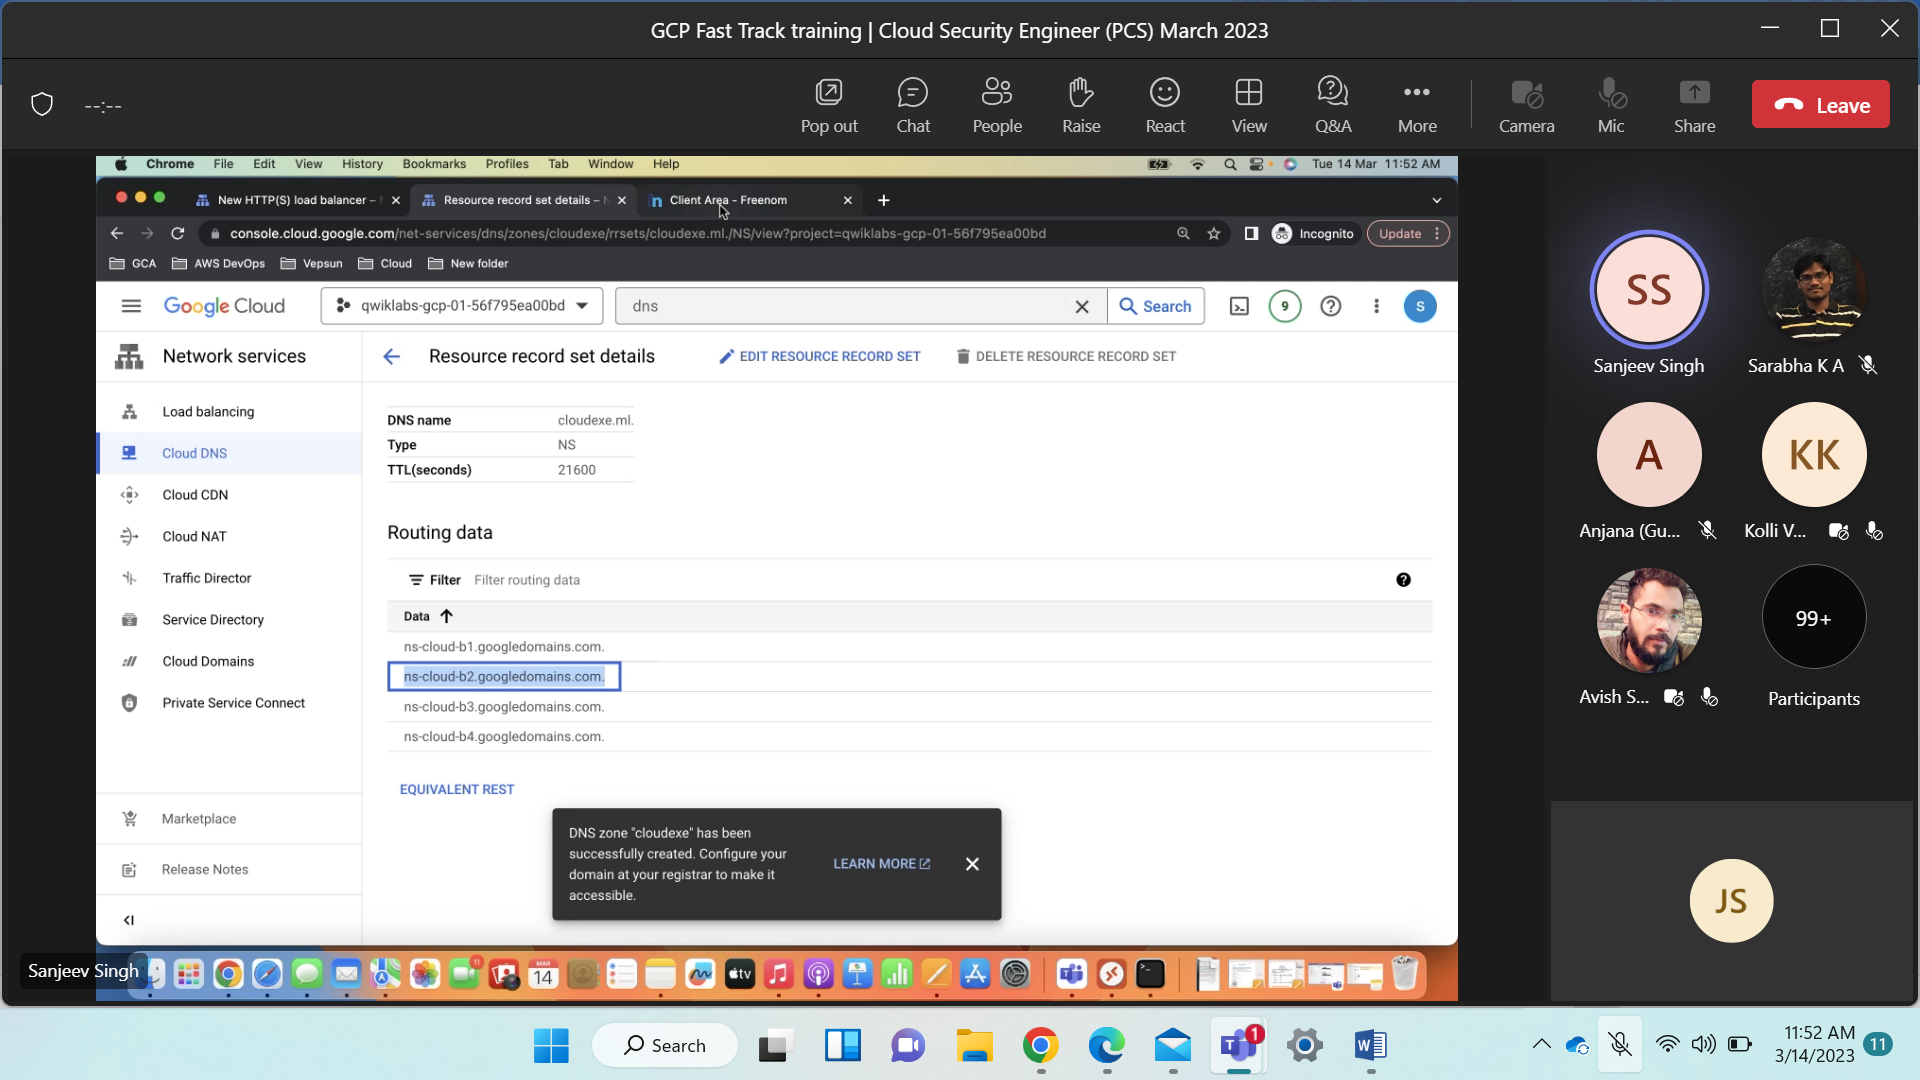 GCP Fast Track training | Cloud Security Engineer (PCS) March 2023
--:--
Pop out
Chat
People
Raise
React
View
Q&A
More
Camera
Mic
Share
Leave
Chrome File Edit View History Bookmarks Profiles Tab Window Help
Tue 14 Mar 11:52 AM
New HTTP(S) load balancer –
Resource record set details –
Client Area - Freenom
console.cloud.google.com/net-services/dns/zones/cloudexe/rrsets/cloudexe.ml./NS/view?project=qwiklabs-gcp-01-56f795ea00bd
Incognito
Update
GCA
AWS DevOps
Vepsun
Cloud
New folder
Google Cloud
qwiklabs-gcp-01-56f795ea00bd
dns
Search
9
S
Network services
Resource record set details
EDIT RESOURCE RECORD SET
DELETE RESOURCE RECORD SET
Load balancing
Cloud DNS
Cloud CDN
Cloud NAT
Traffic Director
Service Directory
Cloud Domains
Private Service Connect
Marketplace
Release Notes
DNS name cloudexe.ml.
Type NS
TTL(seconds) 21600
Routing data
Filter Filter routing data
Data
ns-cloud-b1.googledomains.com.
ns-cloud-b2.googledomains.com.
ns-cloud-b3.googledomains.com.
ns-cloud-b4.googledomains.com.
EQUIVALENT REST
DNS zone "cloudexe" has been
successfully created. Configure your
domain at your registrar to make it
accessible.
LEARN MORE
Sanjeev Singh
11
MAR
14
tv
SS
Sanjeev Singh
Sarabha K A
A
Anjana (Gu...
KK
Kolli V...
Avish S...
99+
Participants
JS
Search
1
11:52 AM
3/14/2023
11